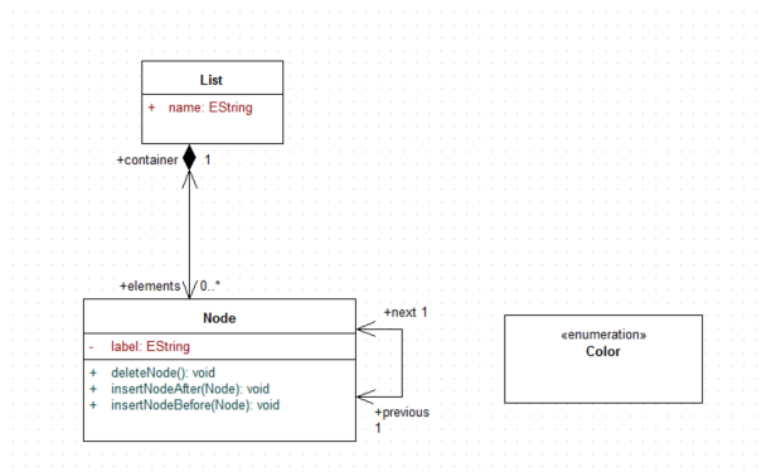 List
+ name: EString
+container 1
+elements 0..*
Node
- label: EString
+ deleteNode(): void
+ insertNodeAfter(Node): void
+ insertNodeBefore(Node): void
+next 1
+previous
1
«enumeration»
Color